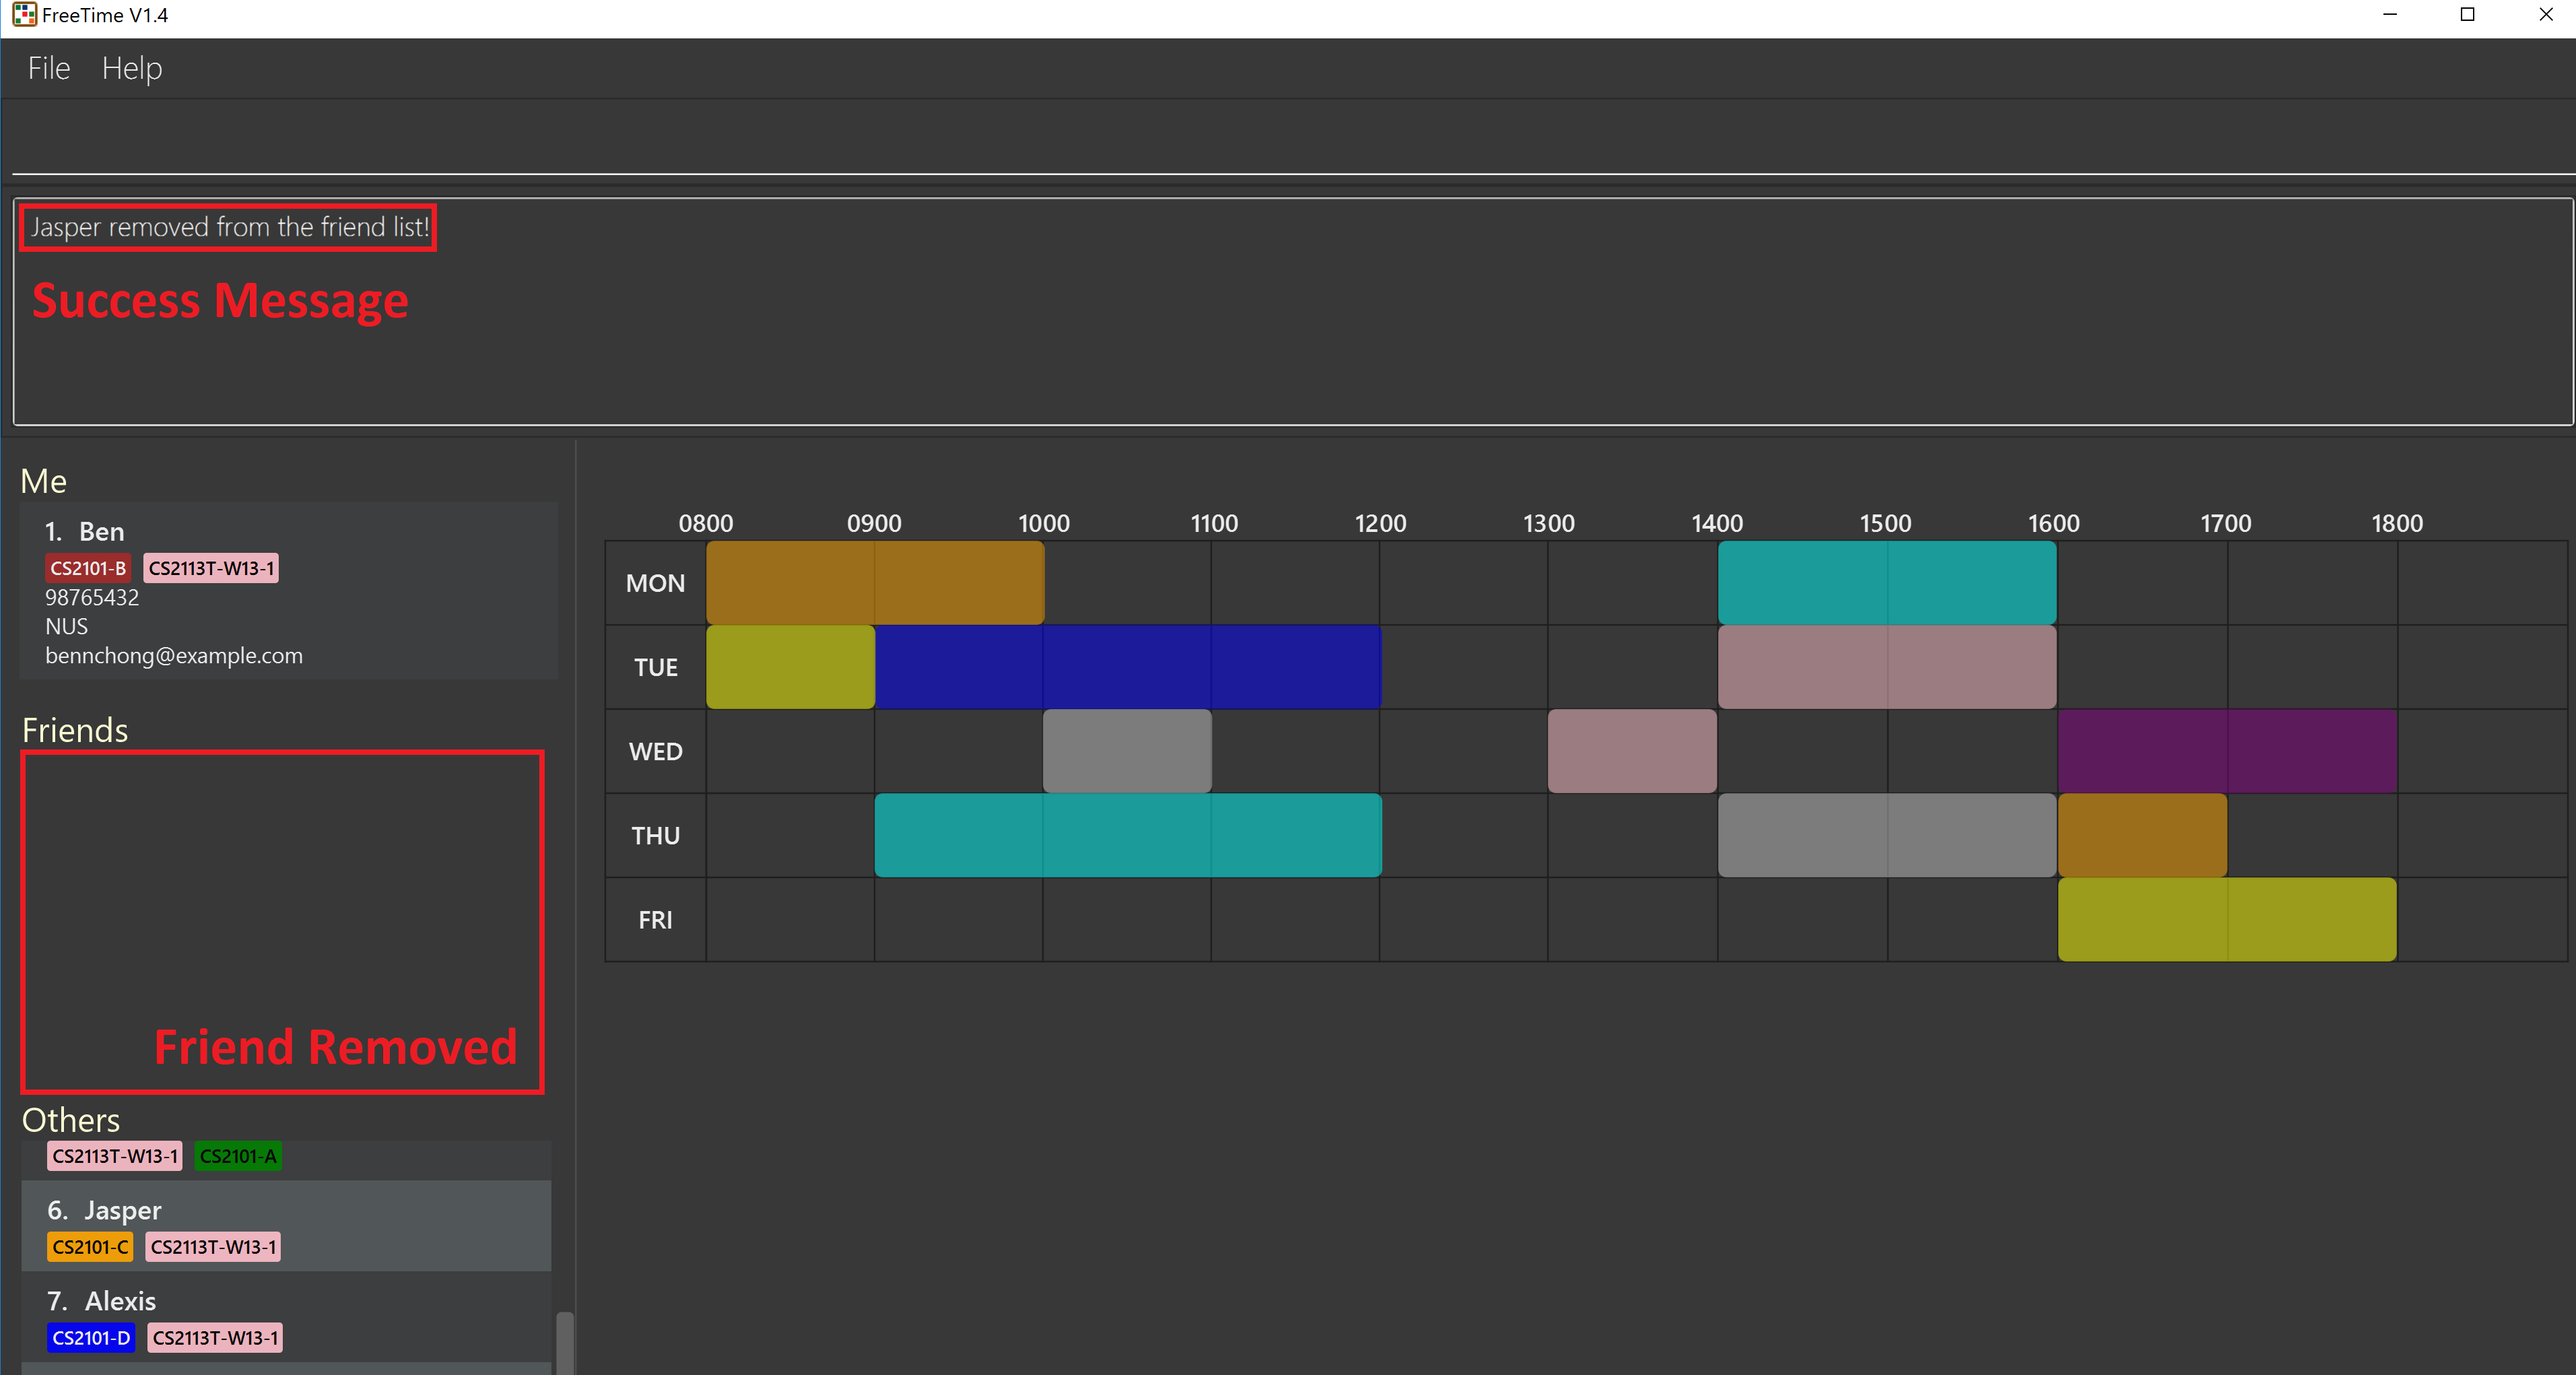 FreeTime V1.4
File Help
Jasper removed from the friend list!
Success Message
Me
1. Ben
CS2101-B CS2113T-W13-1
98765432
NUS
bennchong@example.com
Friends
Friend Removed
Others
CS2113T-W13-1 CS2101-A
6. Jasper
CS2101-C CS2113T-W13-1
7. Alexis
CS2101-D CS2113T-W13-1
0800 0900 1000 1100 1200 1300 1400 1500 1600 1700 1800
MON
TUE
WED
THU
FRI